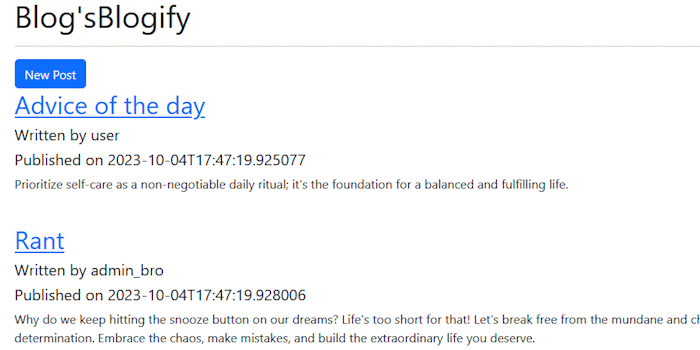 Blog'sBlogify
New Post
Advice of the day
Written by user
Published on 2023-10-04T17:47:19.925077
Prioritize self-care as a non-negotiable daily ritual; it's the foundation for a balanced and fulfilling life.
Rant
Written by admin_bro
Published on 2023-10-04T17:47:19.928006
Why do we keep hitting the snooze button on our dreams? Life's too short for that! Let's break free from the mundane and
determination. Embrace the chaos, make mistakes, and build the extraordinary life you deserve.